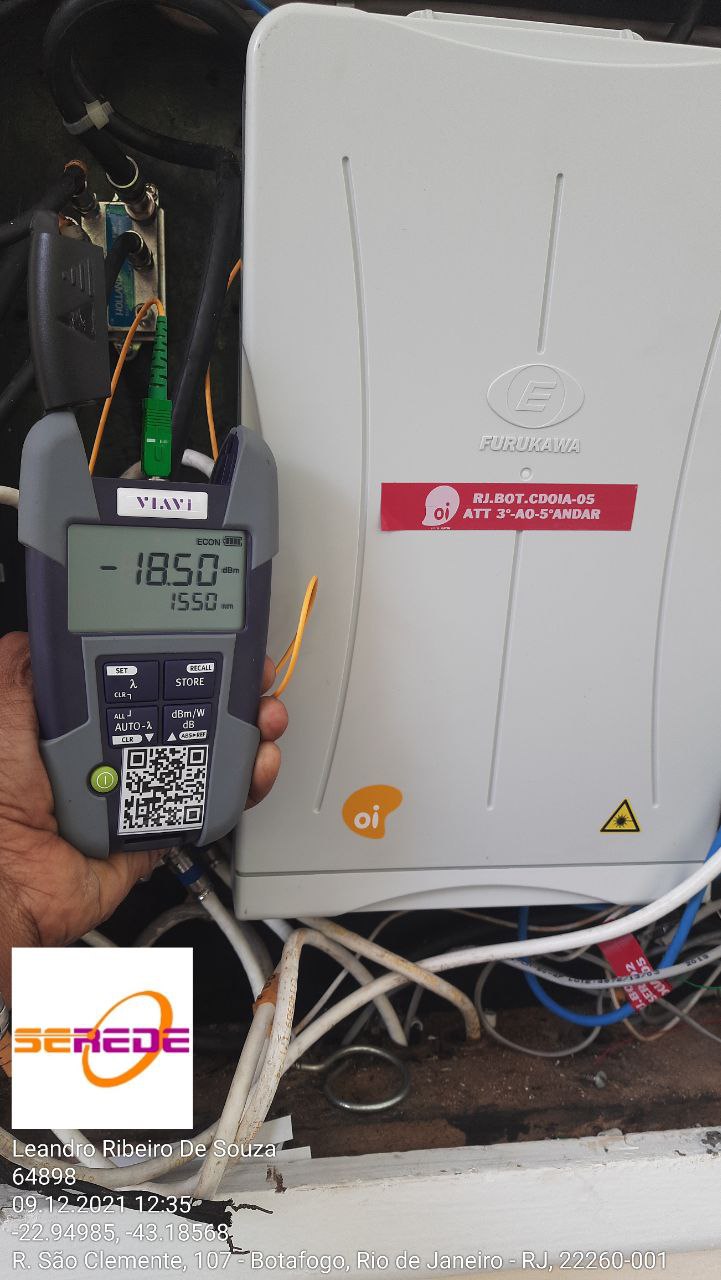 HOLLAND
VIAVI
ECON
- 18.50 dBm
1550 nm
SET
λ
CLR
RECALL
STORE
ALL
AUTO-λ
CLR
dBm/W
dB
ABS▸REF
E
FURUKAWA
oi
RJ.BOT.CDOIA-05
ATT 3°-AO-5°ANDAR
oi
SEREDE
Leandro Ribeiro De Souza
64898
09.12.2021 12:35
-22.94985, -43.18568
R. São Clemente, 107 - Botafogo, Rio de Janeiro - RJ, 22260-001